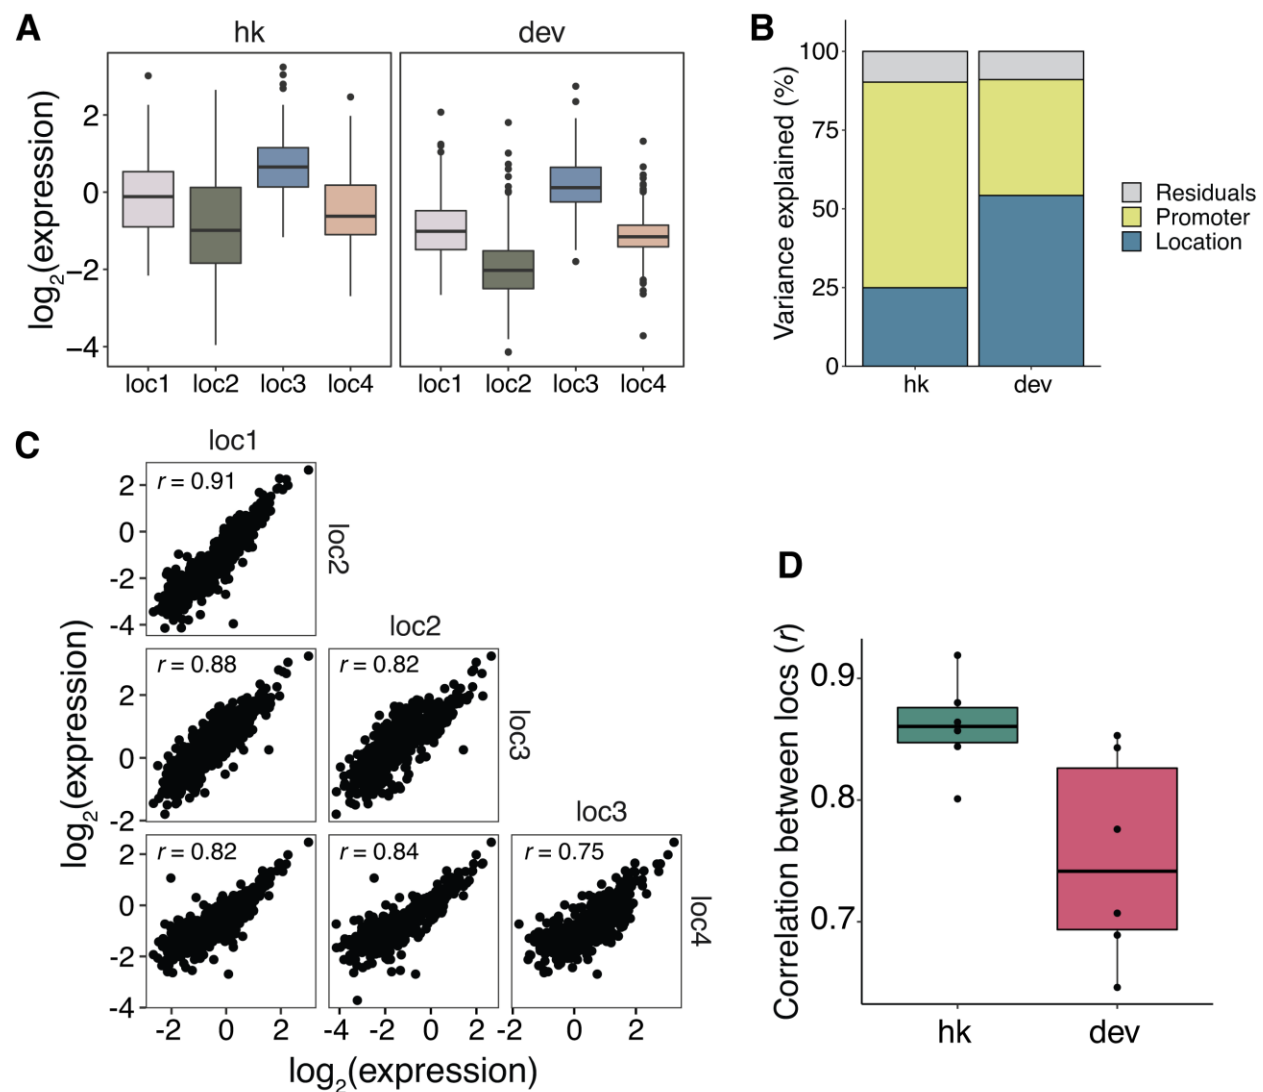 A
hk
dev
log2(expression)
2
0
−2
−4
loc1 loc2 loc3 loc4
loc1 loc2 loc3 loc4
B
Variance explained (%)
100
75
50
25
0
hk dev
Residuals
Promoter
Location
C
loc1
r = 0.91
2
0
-2
-4
loc2
loc2
r = 0.88
r = 0.82
2
0
-2
loc3
loc3
r = 0.82
r = 0.84
r = 0.75
2
0
-2
-4
loc4
-2 0 2
-4 -2 0 2
-2 0 2
log2(expression)
log2(expression)
D
Correlation between locs (r)
0.9
0.8
0.7
hk dev